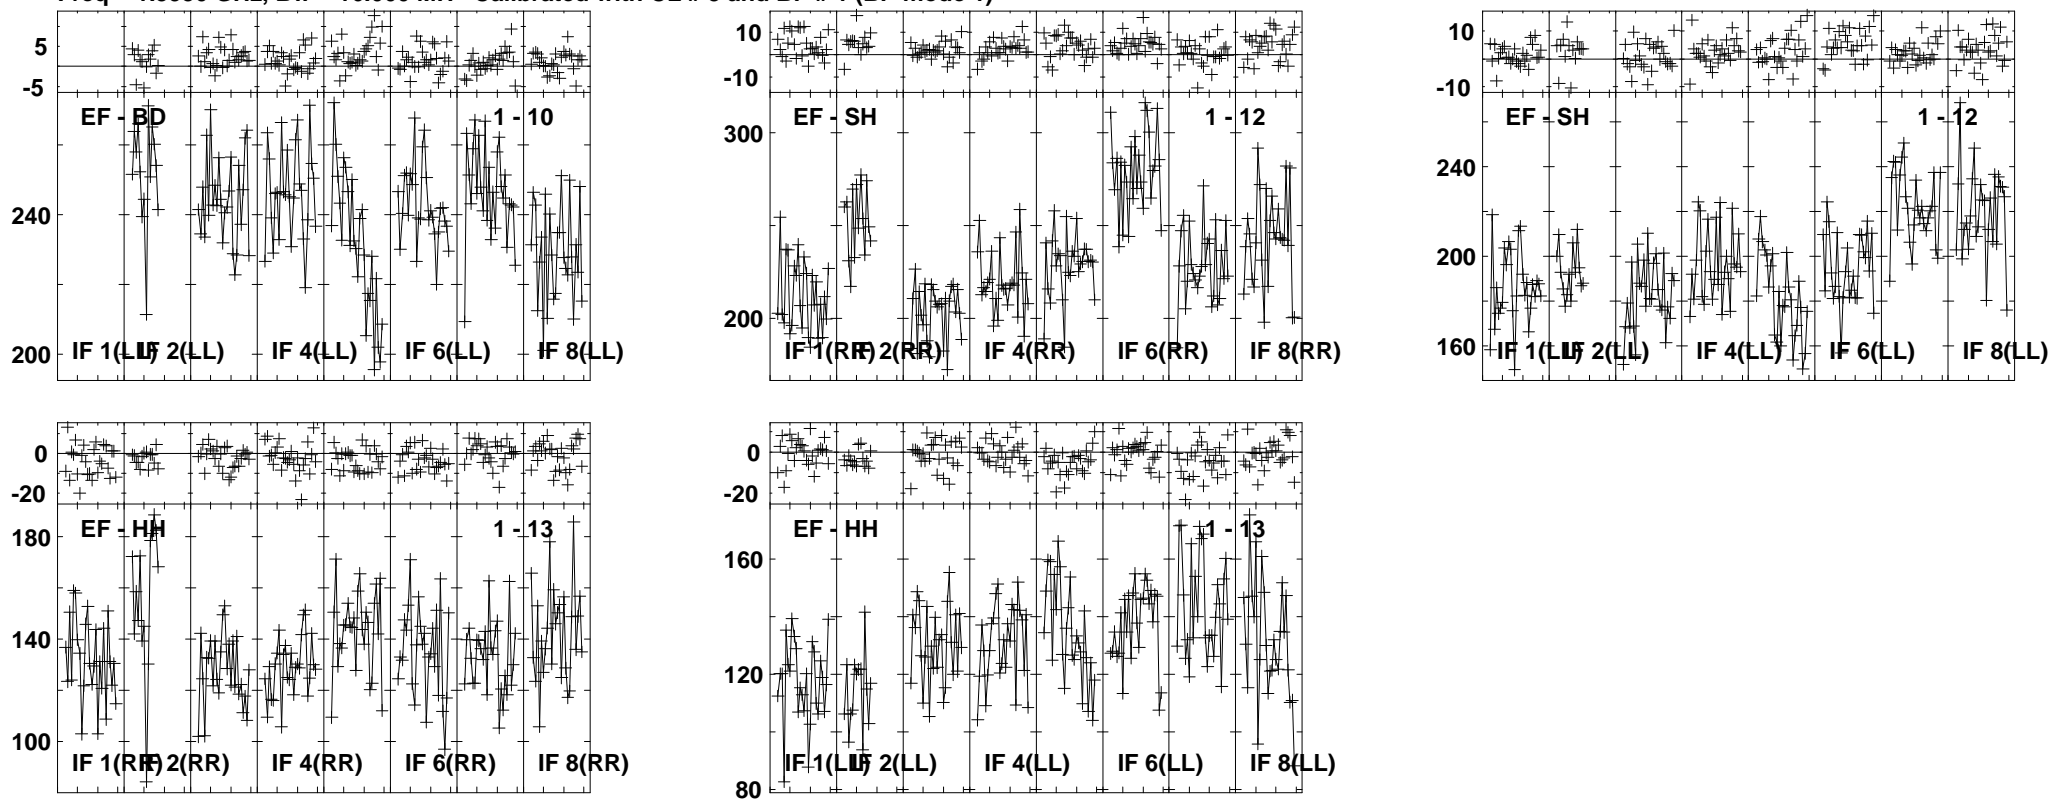 5
-5
EF - BD
1 - 10
240
200
IF 1(LL)
IF 2(LL)
IF 4(LL)
IF 6(LL)
IF 8(LL)
10
0
-10
EF - SH
1 - 12
300
200
IF 1(RR)
IF 2(RR)
IF 4(RR)
IF 6(RR)
IF 8(RR)
10
-10
EF - SH
1 - 12
240
200
160
IF 1(LL)
IF 2(LL)
IF 4(LL)
IF 6(LL)
IF 8(LL)
0
-20
EF - HH
1 - 13
180
140
100
IF 1(RR)
IF 2(RR)
IF 4(RR)
IF 6(RR)
IF 8(RR)
0
-20
EF - HH
1 - 13
160
120
80
IF 1(LL)
IF 2(LL)
IF 4(LL)
IF 6(LL)
IF 8(LL)